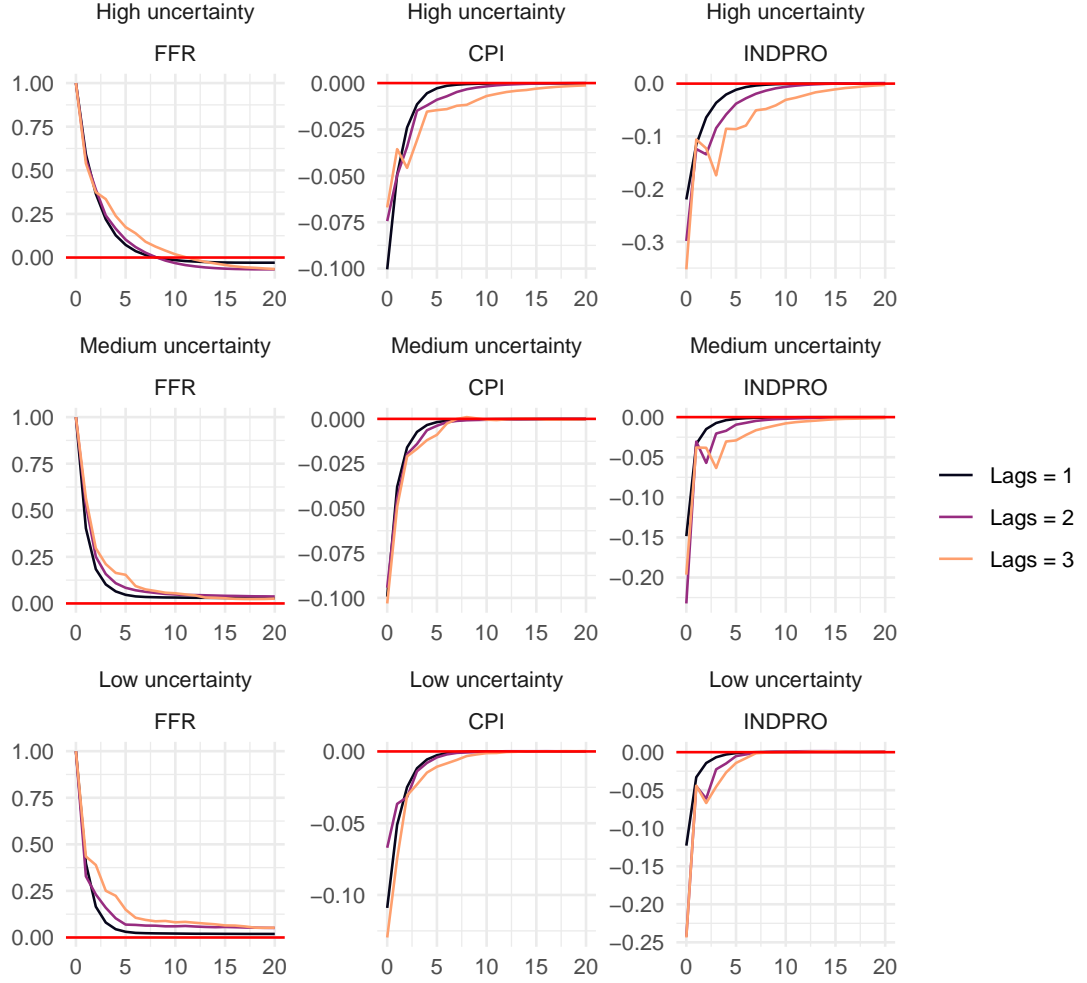 High uncertainty High uncertainty High uncertainty
FFR CPI INDPRO
1.00
0.75
0.50
0.25
0.00
0 5 10 15 20
0.000
−0.025
−0.050
−0.075
−0.100
0 5 10 15 20
0.0
−0.1
−0.2
−0.3
0 5 10 15 20
Medium uncertainty Medium uncertainty Medium uncertainty
FFR CPI INDPRO
1.00
0.75
0.50
0.25
0.00
0 5 10 15 20
0.000
−0.025
−0.050
−0.075
−0.100
0 5 10 15 20
0.00
−0.05
−0.10
−0.15
−0.20
0 5 10 15 20
Low uncertainty Low uncertainty Low uncertainty
FFR CPI INDPRO
1.00
0.75
0.50
0.25
0.00
0 5 10 15 20
0.00
−0.05
−0.10
0 5 10 15 20
0.00
−0.05
−0.10
−0.15
−0.20
−0.25
0 5 10 15 20
Lags = 1
Lags = 2
Lags = 3